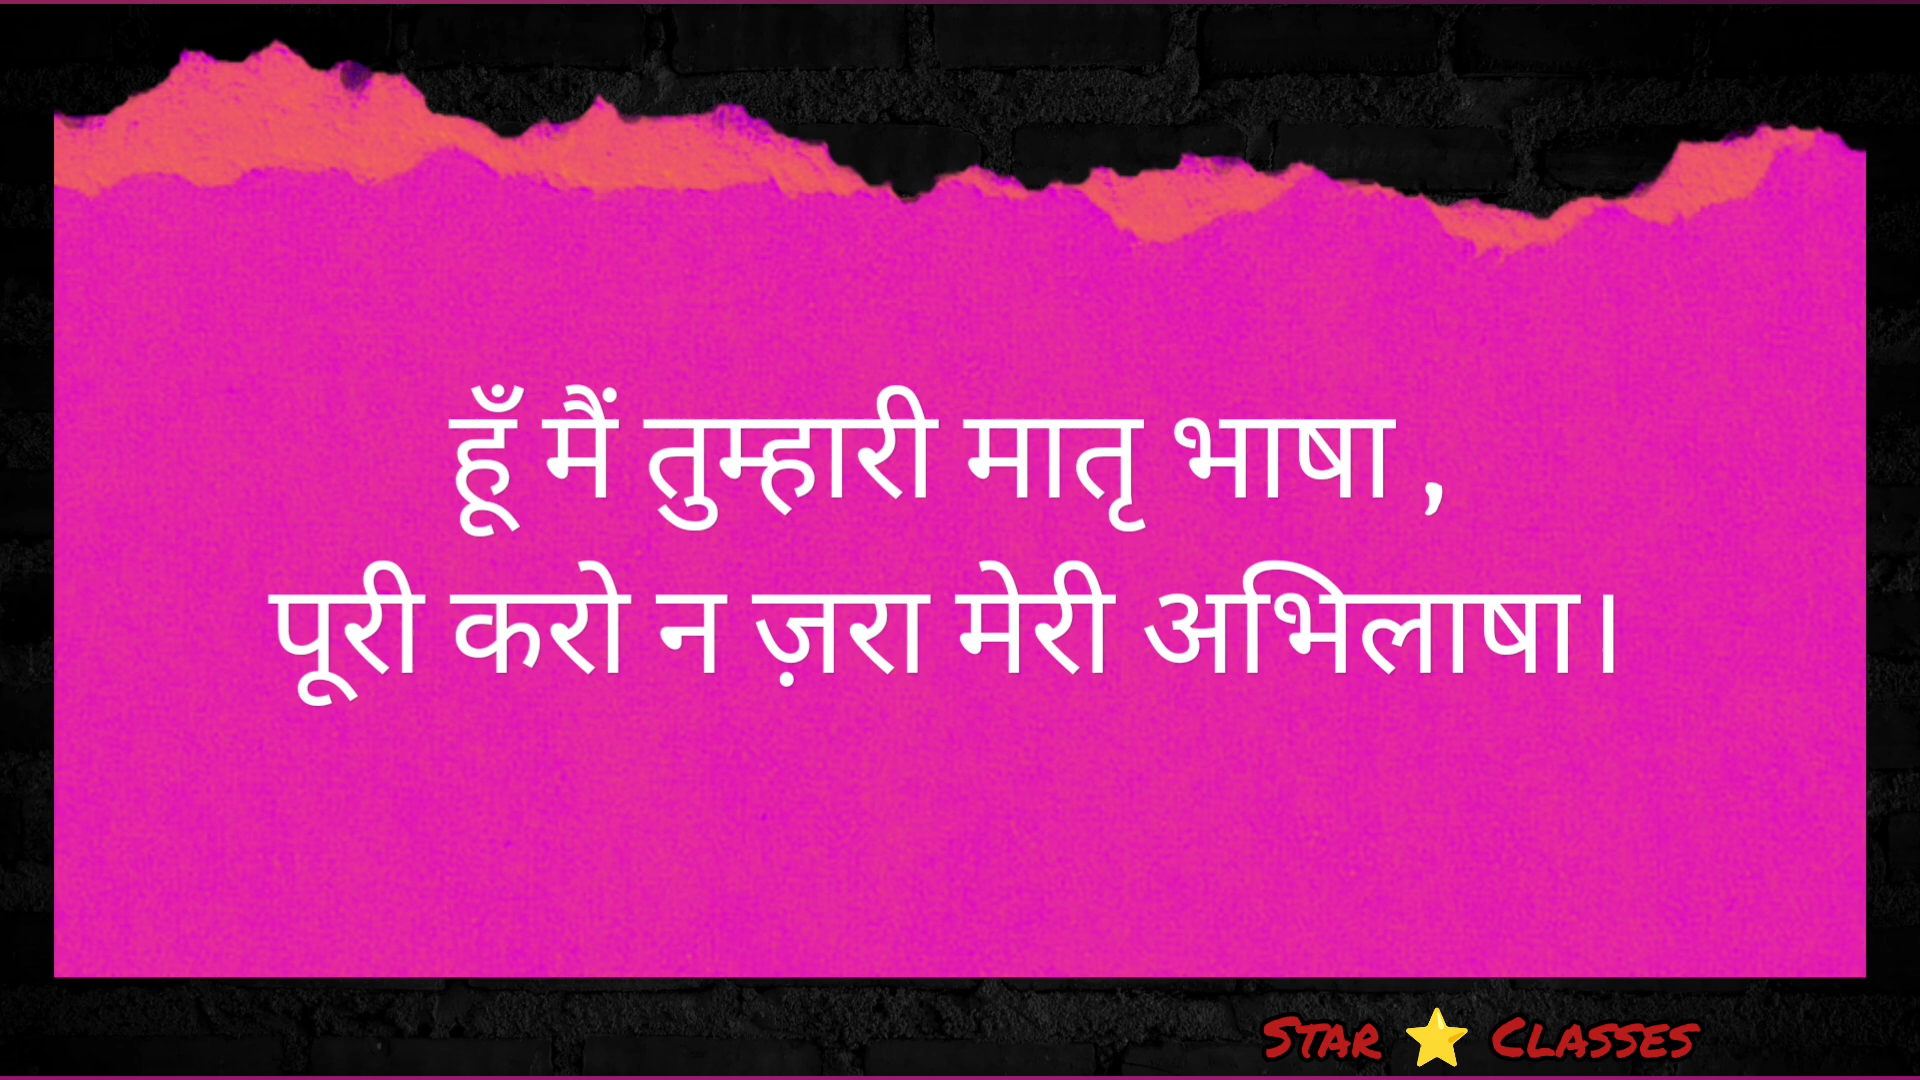 हूँ मैं तुम्हारी मातृ भाषा ,
पूरी करो न ज़रा मेरी अभिलाषा।
STAR ⭐ CLASSES